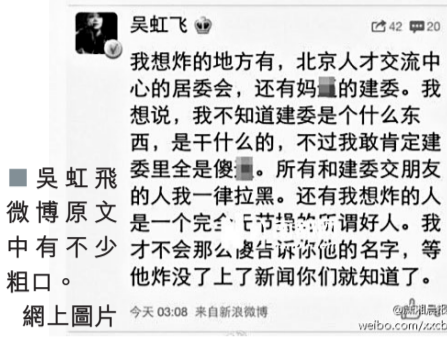 吴虹飞
42 20
我想炸的地方有，北京人才交流中
心的居委会，还有妈 的建委。我
想说，我不知道建委是个什么东
西，是干什么的，不过我敢肯定建
委里全是傻 。所有和建委交朋友
的人我一律拉黑。还有我想炸的人
是一个完全 节操的所谓好人。我
才不会那么傻告诉你他的名字，等
他炸没了上了新闻你们就知道了。
今天 03:08 来自新浪微博
吳虹飛
微博原文
中有不少
粗口。
網上圖片
weibo.com/xxcb